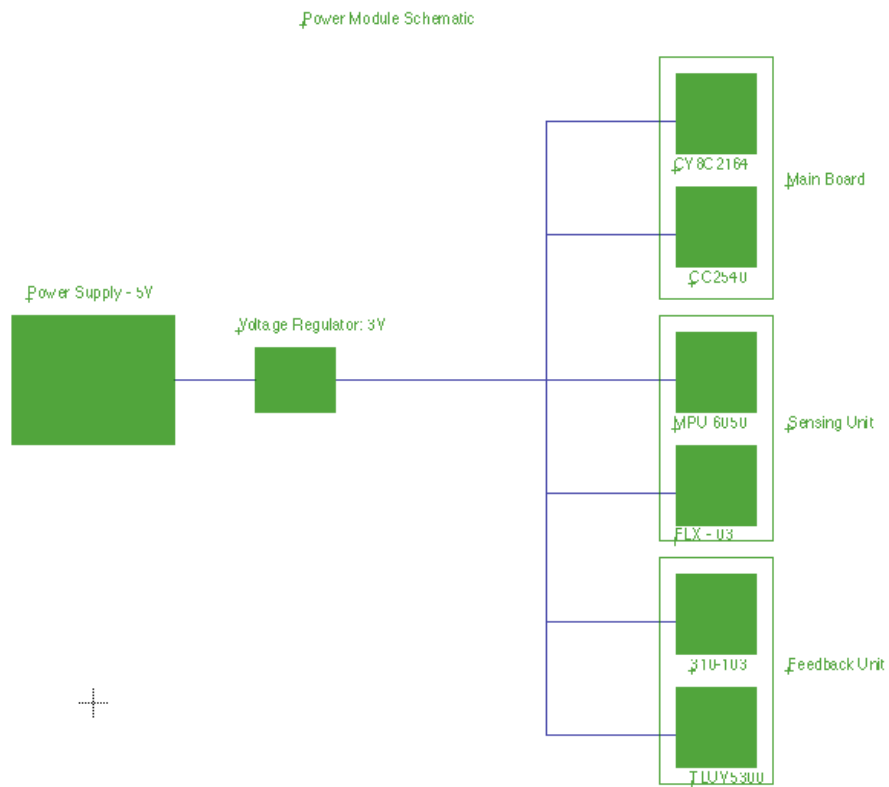 Power Module Schematic
CY8C2164
Main Board
CC2540
Power Supply - 5V
Voltage Regulator: 3V
MPU 6050
Sensing Unit
FLX - 03
310-103
Feedback Unit
TLUV5300